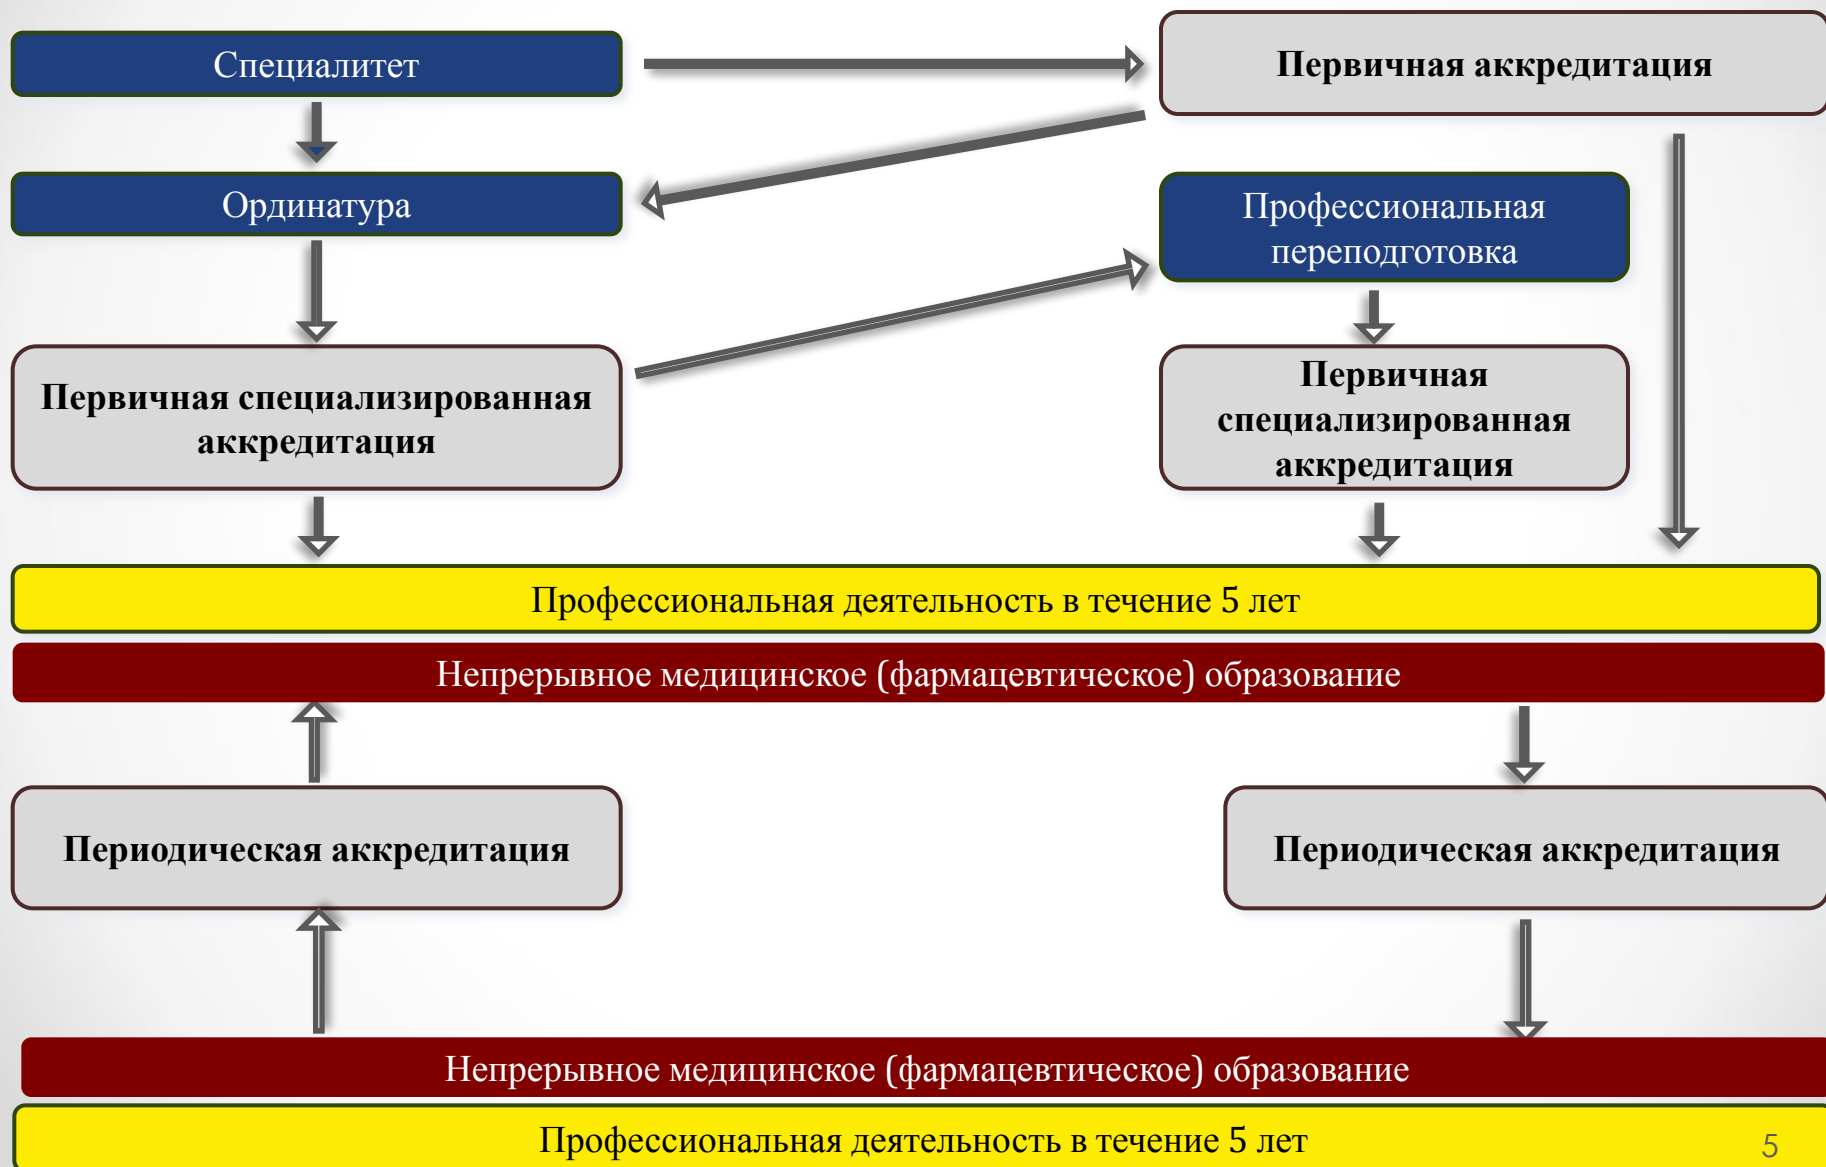 Специалитет
Первичная аккредитация
Ординатура
Профессиональная
переподготовка
Первичная специализированная
аккредитация
Первичная
специализированная
аккредитация
Профессиональная деятельность в течение 5 лет
Непрерывное медицинское (фармацевтическое) образование
Периодическая аккредитация
Периодическая аккредитация
Непрерывное медицинское (фармацевтическое) образование
Профессиональная деятельность в течение 5 лет
5